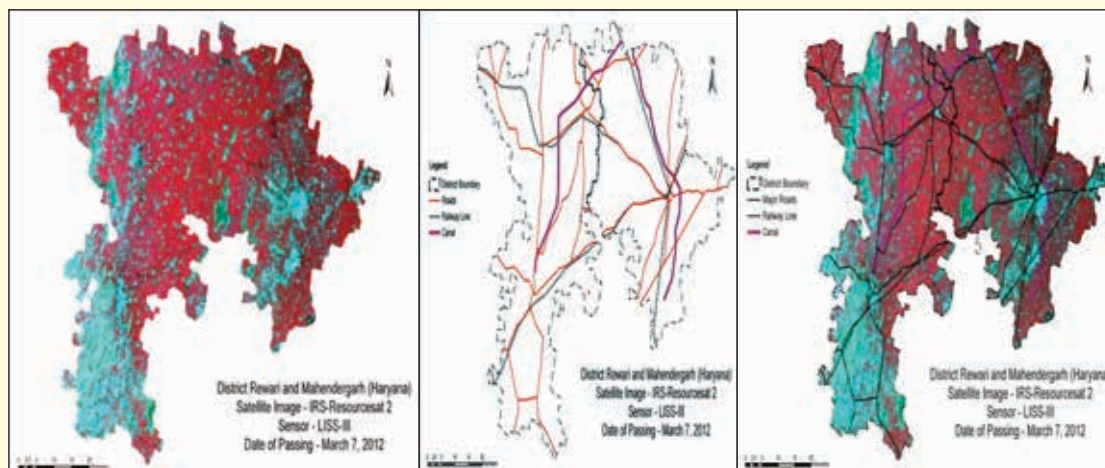 N
District Rewari and Mahendergarh (Haryana)
Satellite Image - IRS-Resourcesat 2
Sensor - LISS-III
Date of Passing - March 7, 2012
N
Legend
District Boundary
Roads
Railway Line
Canal
District Rewari and Mahendergarh (Haryana)
Satellite Image - IRS-Resourcesat 2
Sensor - LISS-III
Date of Passing - March 7, 2012
N
Legend
District Boundary
Major Roads
Railway Line
Canal
District Rewari and Mahendergarh (Haryana)
Satellite Image - IRS-Resourcesat 2
Sensor - LISS-III
Date of Passing - March 7, 2012